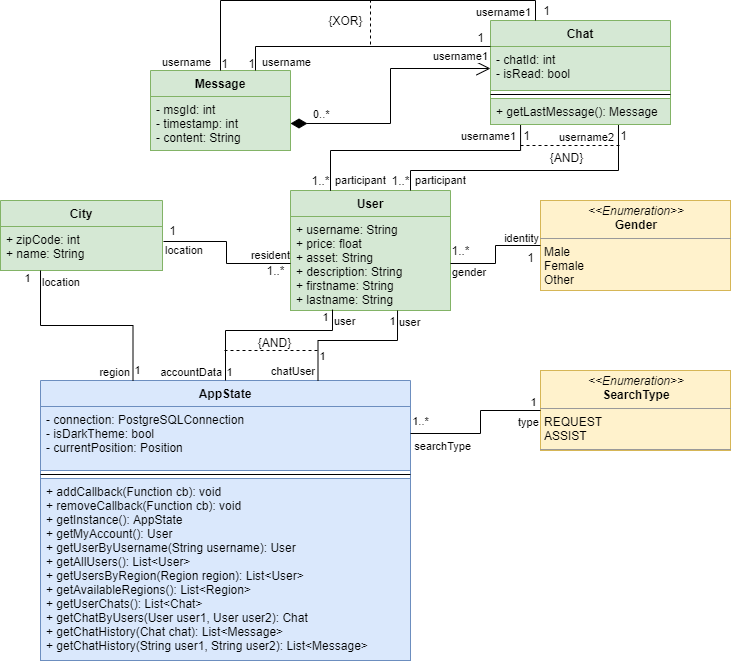 username1
1
{XOR}
username
1
1
username
1
username1
Chat
- chatId: int
- isRead: bool
+ getLastMessage(): Message
Message
- msgId: int
- timestamp: int
- content: String
0..*
username1
1
username2
1
{AND}
1..*
participant
1..*
participant
User
+ username: String
+ price: float
+ asset: String
+ description: String
+ firstname: String
+ lastname: String
City
+ zipCode: int
+ name: String
1
location
resident
1..*
1..*
gender
identity
1
<<Enumeration>>
Gender
Male
Female
Other
1
location
1
user
1
user
{AND}
region
1
accountData
1
chatUser
1
AppState
- connection: PostgreSQLConnection
- isDarkTheme: bool
- currentPosition: Position
+ addCallback(Function cb): void
+ removeCallback(Function cb): void
+ getInstance(): AppState
+ getMyAccount(): User
+ getUserByUsername(String username): User
+ getAllUsers(): List<User>
+ getUsersByRegion(Region region): List<User>
+ getAvailableRegions(): List<Region>
+ getUserChats(): List<Chat>
+ getChatByUsers(User user1, User user2): Chat
+ getChatHistory(Chat chat): List<Message>
+ getChatHistory(String user1, String user2): List<Message>
1..*
searchType
1
type
<<Enumeration>>
SearchType
REQUEST
ASSIST